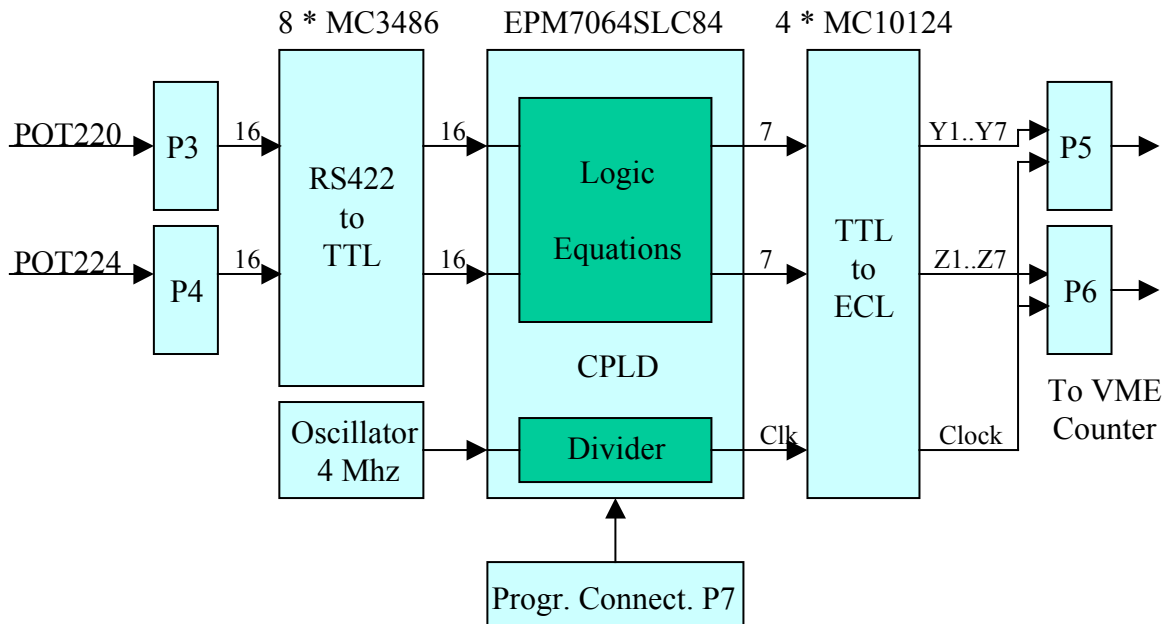 8 * MC3486
EPM7064SLC84
4 * MC10124
POT220
P3
16
RS422
to
TTL
16
Logic
Equations
7
TTL
to
ECL
Y1..Y7
P5
POT224
P4
16
16
7
Z1..Z7
P6
CPLD
To VME
Counter
Oscillator
4 Mhz
Divider
Clk
Clock
Progr. Connect. P7